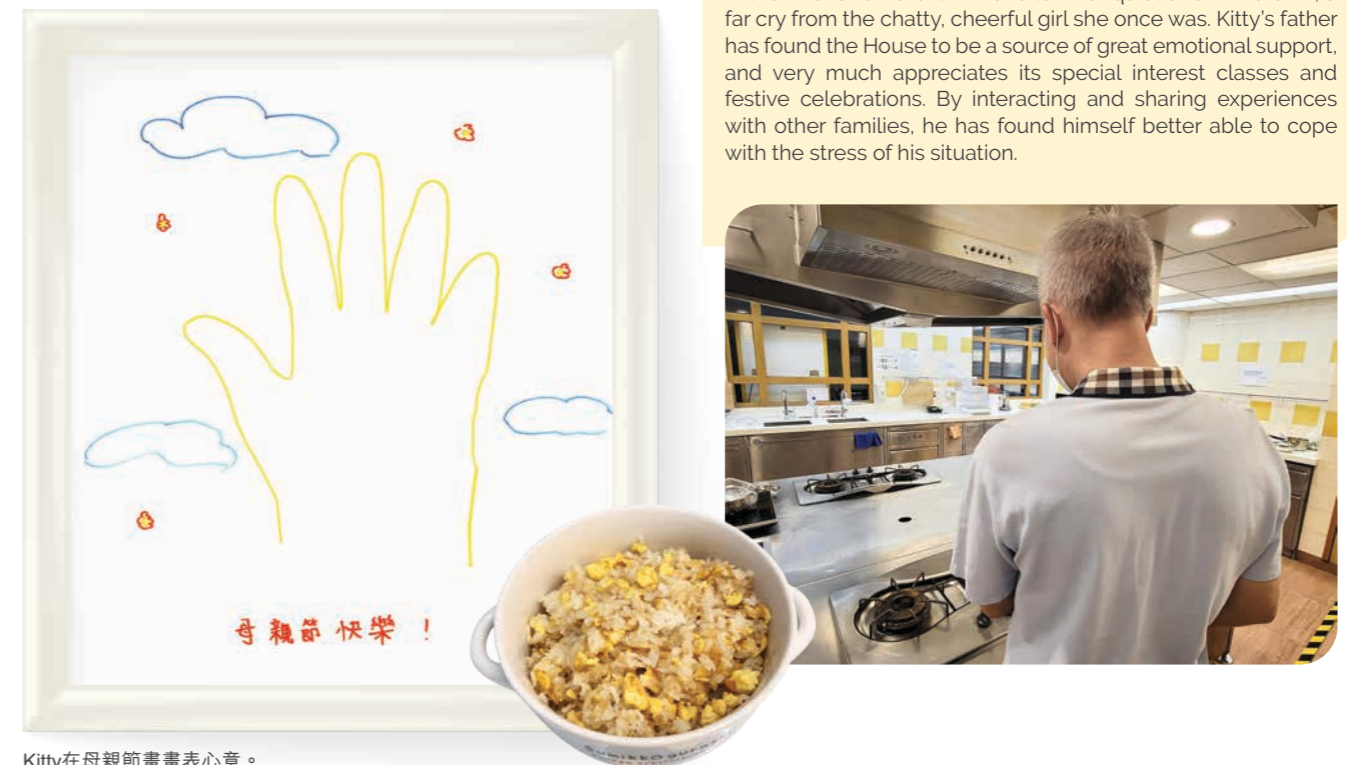 far cry from the chatty, cheerful girl she once was. Kitty's father
has found the House to be a source of great emotional support,
and very much appreciates its special interest classes and
festive celebrations. By interacting and sharing experiences
with other families, he has found himself better able to cope
with the stress of his situation.
母親節快樂！
Kitty在母親節畫畫表心意。